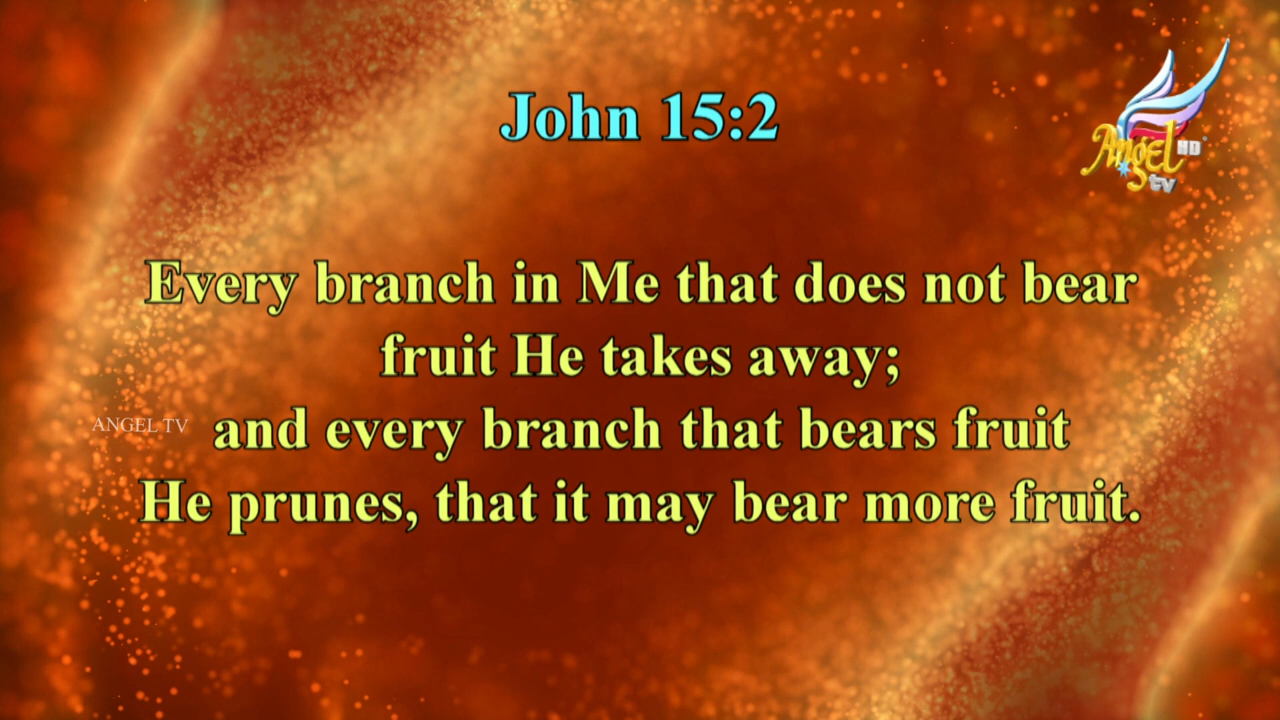 John 15:2
Angel HD
tv
Every branch in Me that does not bear
fruit He takes away;
ANGEL TV
and every branch that bears fruit
He prunes, that it may bear more fruit.